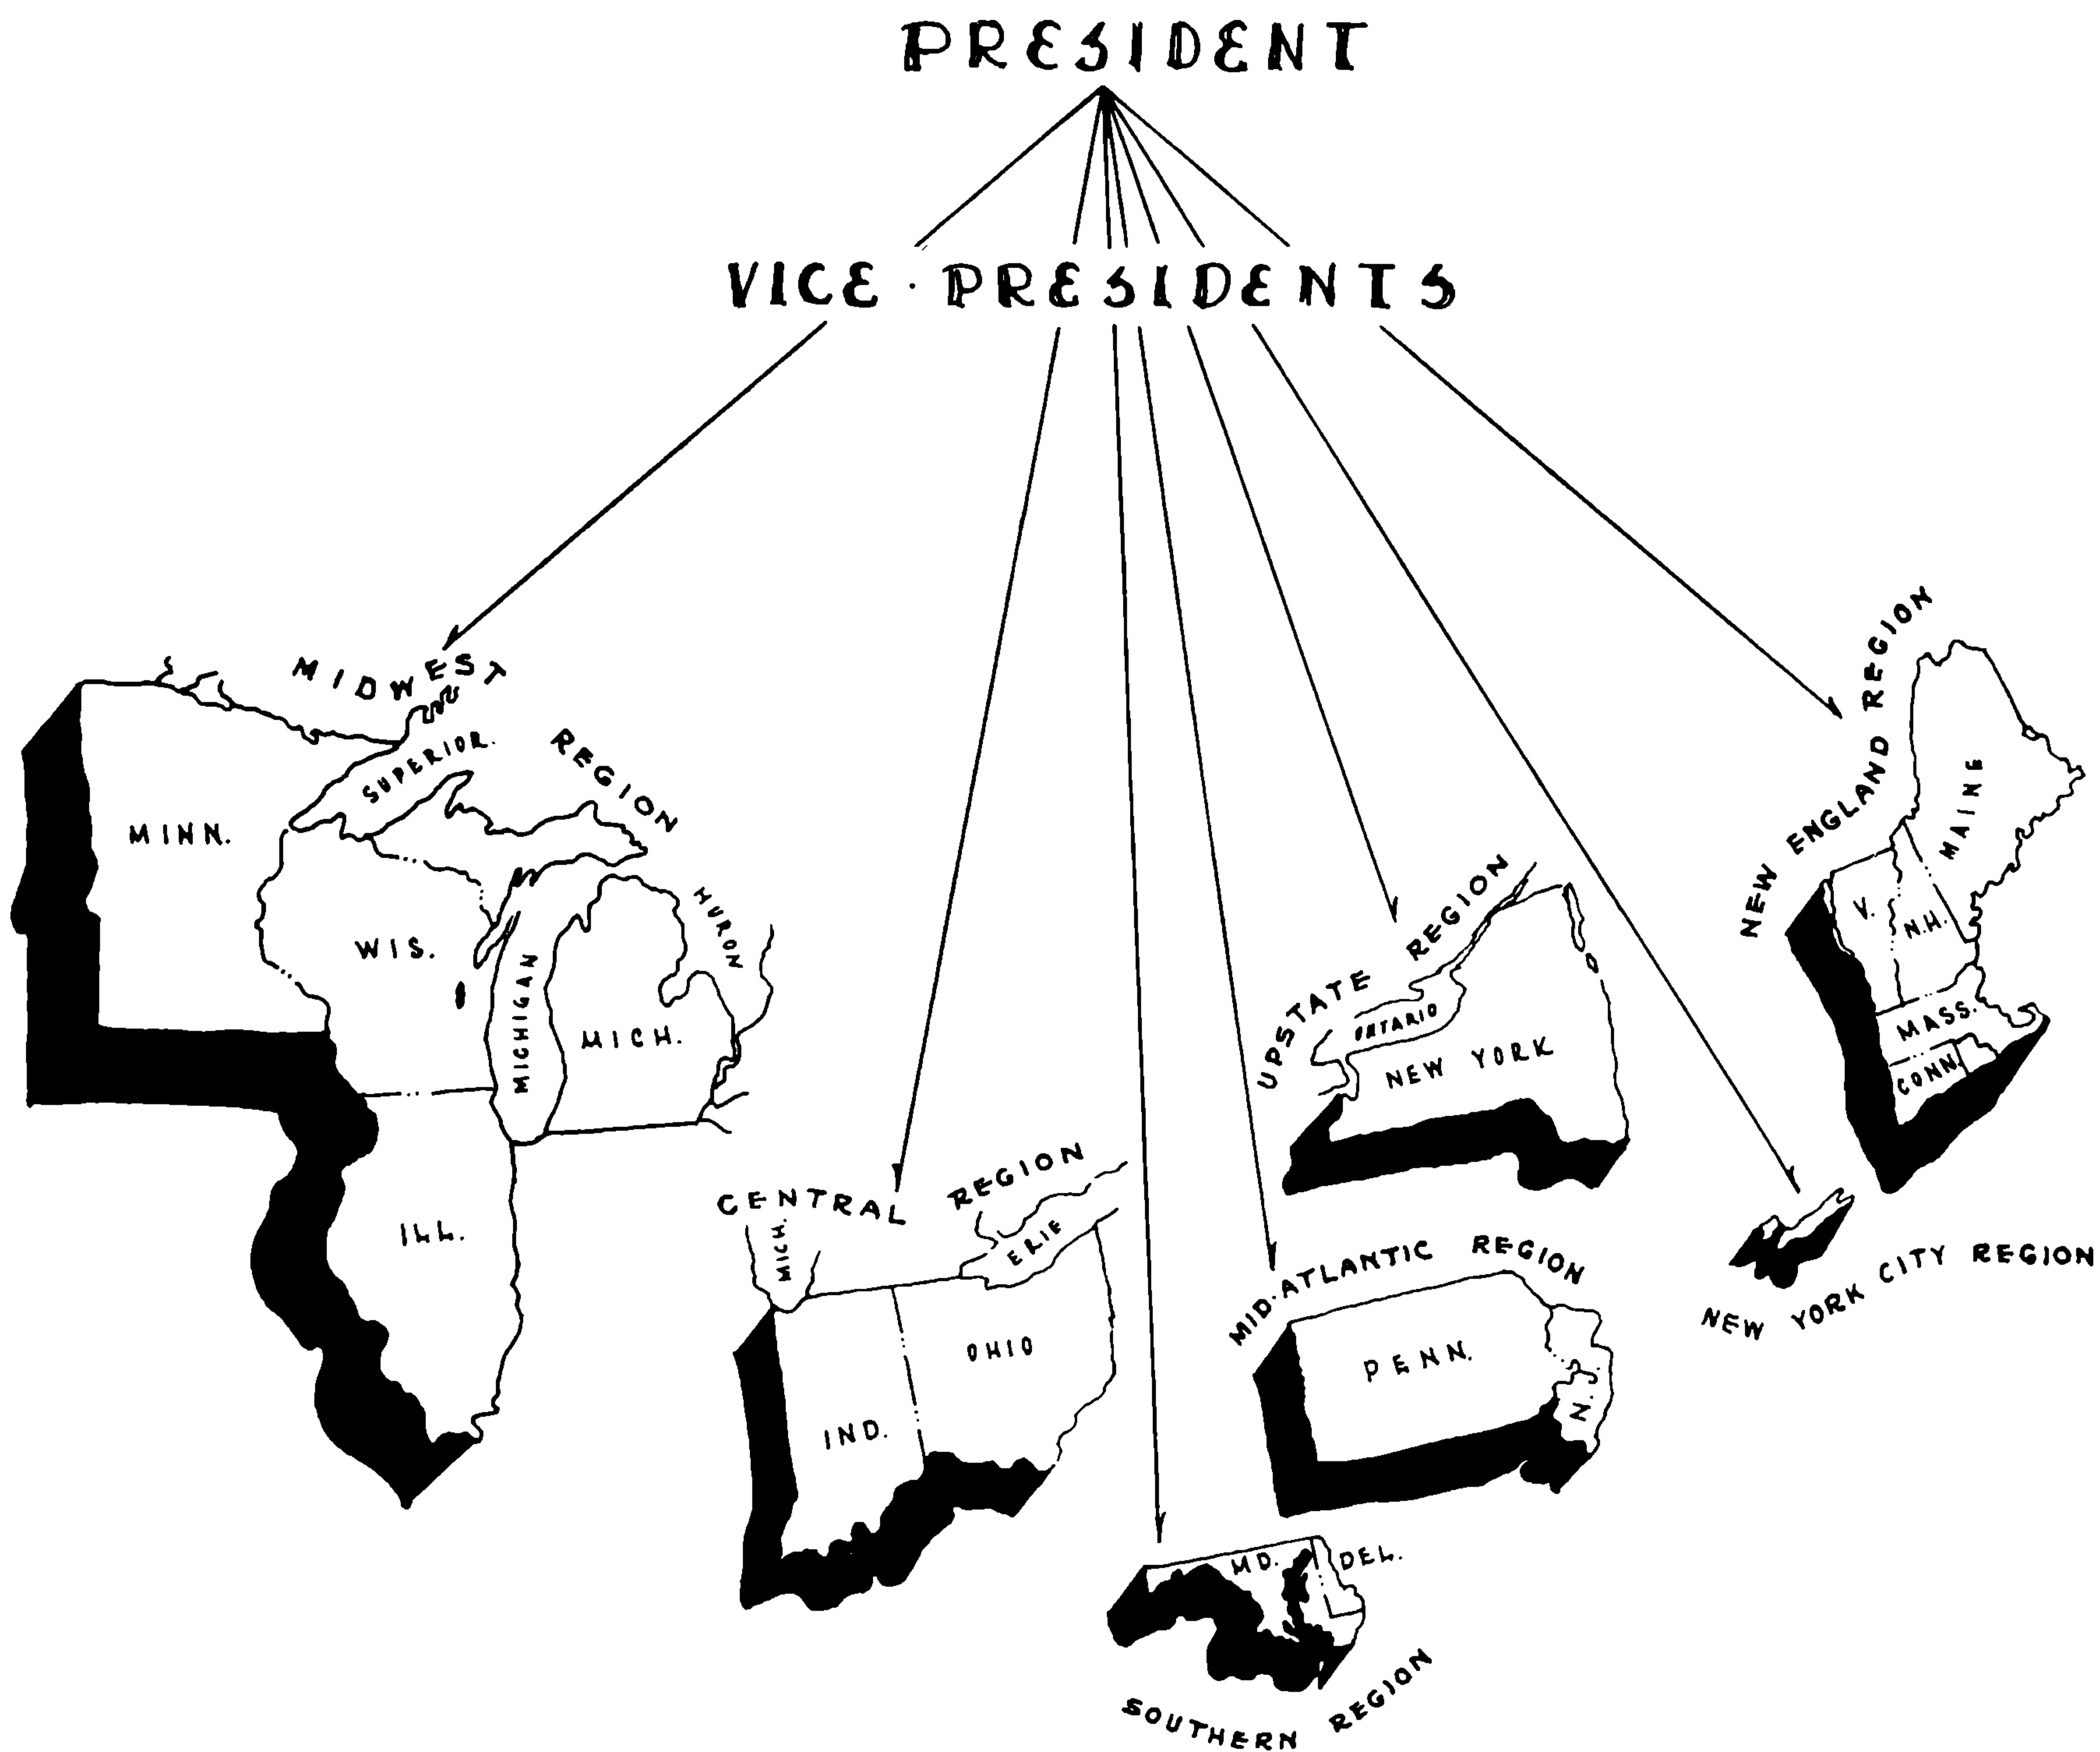 PRESIDENT
VICE·PRESIDENTS
MIDWEST REGION
SUPERIOR.
MINN.
WIS.
HURON
MICHIGAN
MICH.
ILL.
CENTRAL REGION
MICH.
ERIE
OHIO
IND.
UPSTATE REGION
ONTARIO
NEW YORK
NEW ENGLAND REGION
MAINE
V.
N.H.
MASS.
CONN.
NEW YORK CITY REGION
MID·ATLANTIC REGION
PENN.
N.J.
MD.
DEL.
SOUTHERN REGION